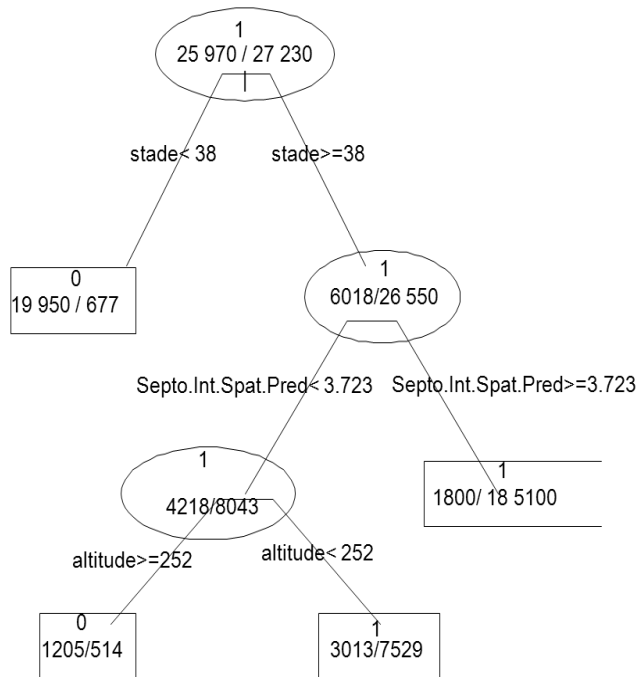 1
25 970 / 27 230
stade< 38
stade>=38
0
19 950 / 677
1
6018/26 550
Septo.Int.Spat.Pred< 3.723
Septo.Int.Spat.Pred>=3.723
1
4218/8043
1
1800/ 18 5100
altitude>=252
altitude< 252
0
1205/514
1
3013/7529